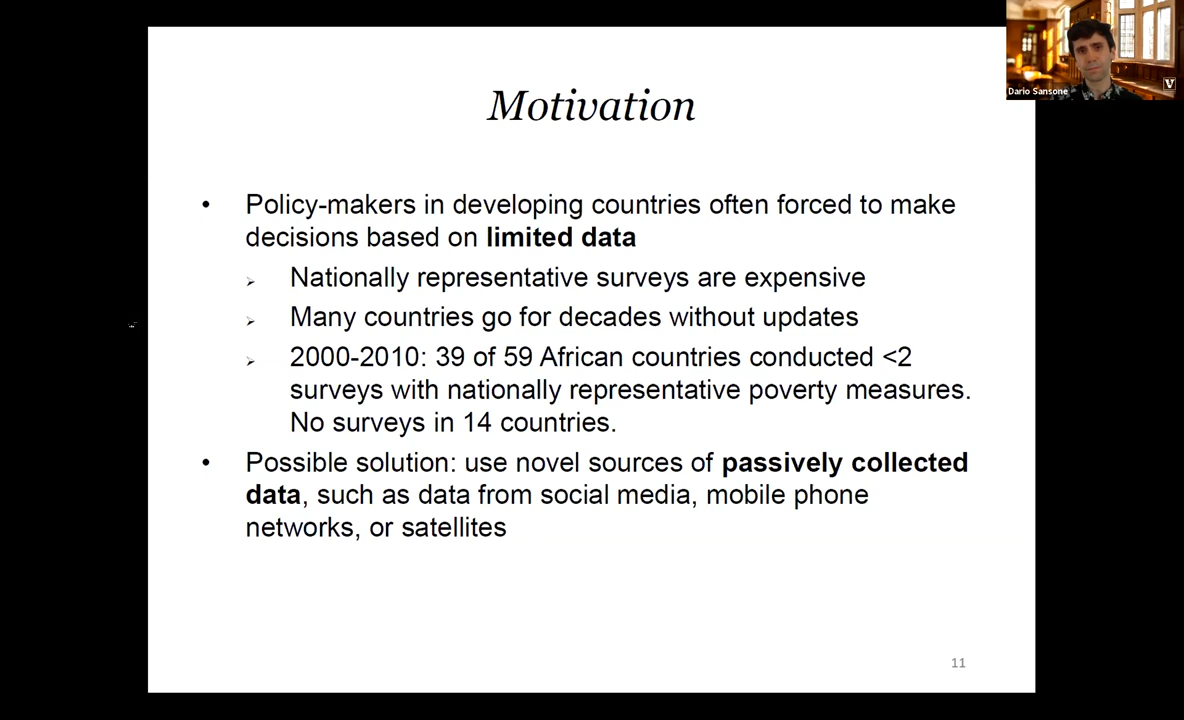 Motivation
• Policy-makers in developing countries often forced to make
decisions based on limited data
➢ Nationally representative surveys are expensive
➢ Many countries go for decades without updates
➢ 2000-2010: 39 of 59 African countries conducted <2
surveys with nationally representative poverty measures.
No surveys in 14 countries.
• Possible solution: use novel sources of passively collected
data, such as data from social media, mobile phone
networks, or satellites
11
Dario Sansone
V